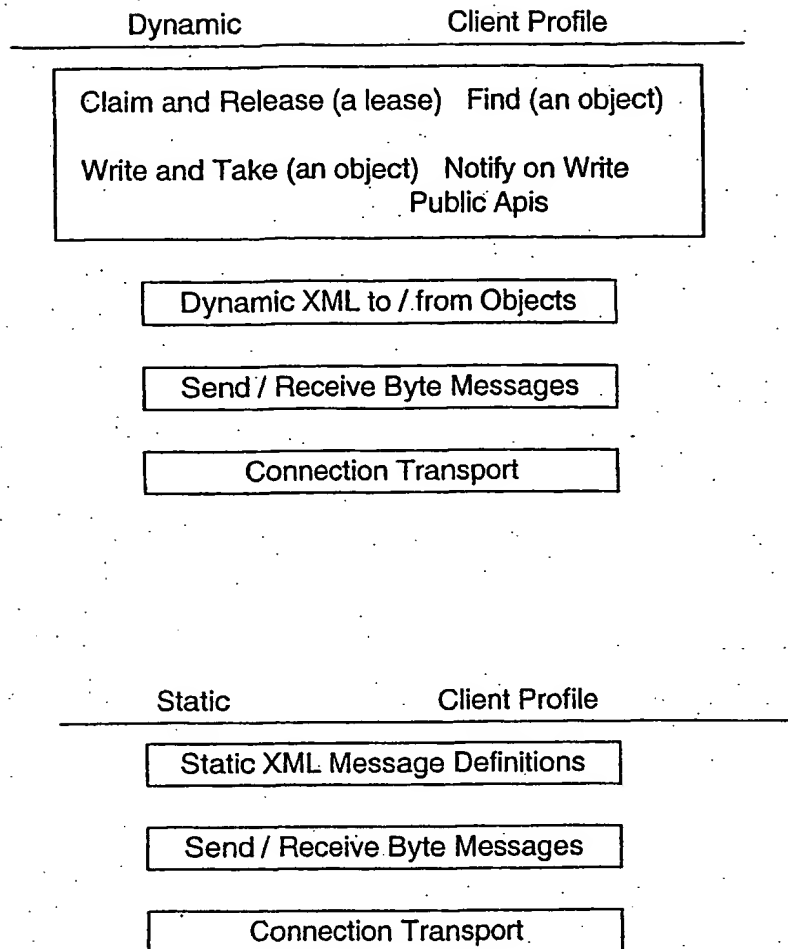 Dynamic Client Profile
Claim and Release (a lease) Find (an object)
Write and Take (an object) Notify on Write
Public Apis
Dynamic XML to / from Objects
Send / Receive Byte Messages
Connection Transport
Static Client Profile
Static XML Message Definitions
Send / Receive Byte Messages
Connection Transport